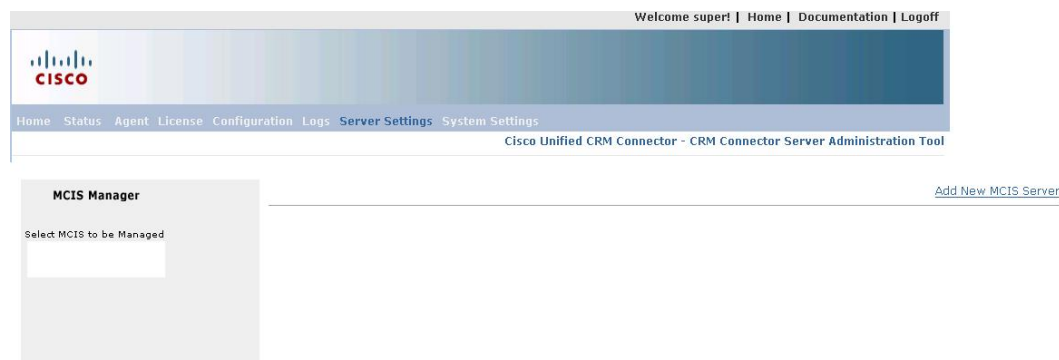 Welcome super! | Home | Documentation | Logoff
CISCO
Home Status Agent License Configuration Logs Server Settings System Settings
Cisco Unified CRM Connector - CRM Connector Server Administration Tool
MCIS Manager
Add New MCIS Server
Select MCIS to be Managed